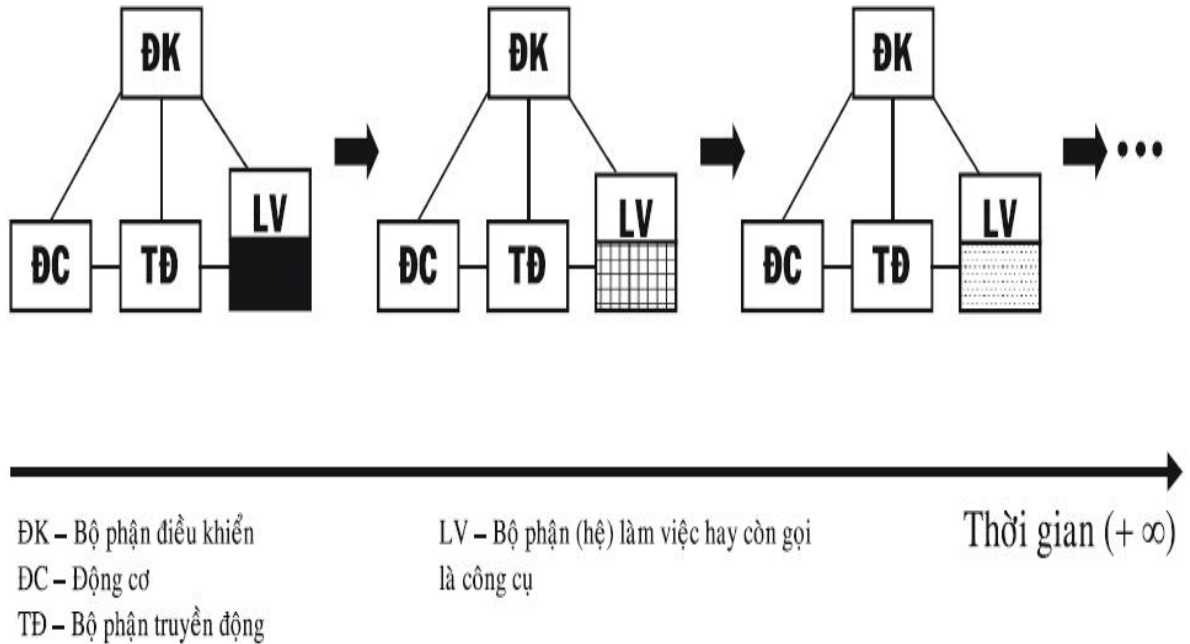 ĐK
ĐK
ĐK
LV
LV
LV
ĐC
TĐ
ĐC
TĐ
ĐC
TĐ
ĐK – Bộ phận điều khiển
ĐC – Động cơ
TĐ – Bộ phận truyền động
LV – Bộ phận (hệ) làm việc hay còn gọi
là công cụ
Thời gian (+ ∞)